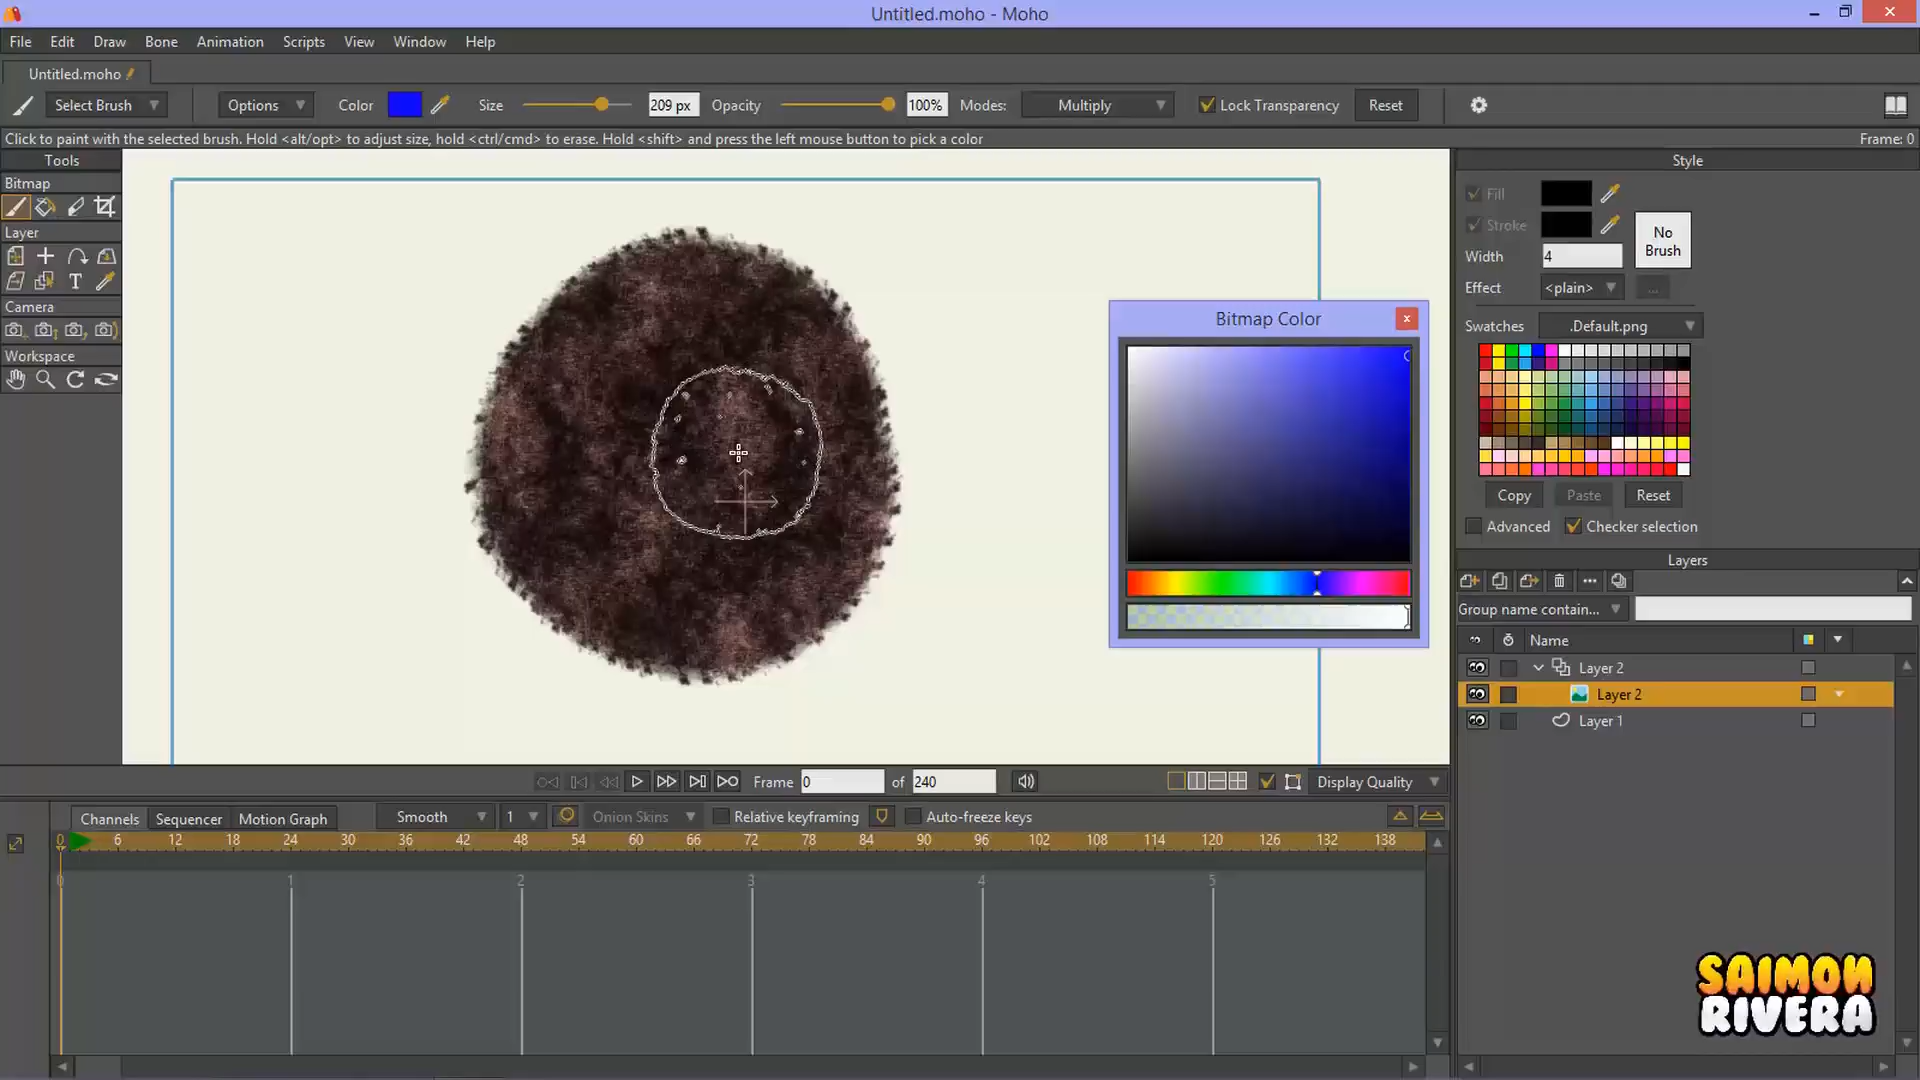 Untitled.moho - Moho
File Edit Draw Bone Animation Scripts View Window Help
Untitled.moho
Select Brush Options Color Size 209 px Opacity 100% Modes: Multiply Lock Transparency Reset
Click to paint with the selected brush. Hold <alt/opt> to adjust size, hold <ctrl/cmd> to erase. Hold <shift> and press the left mouse button to pick a color Frame: 0
Tools
Bitmap
Layer
T
Camera
Workspace
Style
Fill
Stroke
No
Brush
Width 4
Effect <plain> ...
Swatches .Default.png
Copy Paste Reset
Advanced Checker selection
Bitmap Color
Layers
Group name contain...
Name
Layer 2
Layer 2
Layer 1
Frame 0 of 240 Display Quality
Channels Sequencer Motion Graph Smooth 1 Onion Skins Relative keyframing Auto-freeze keys
0 6 12 18 24 30 36 42 48 54 60 66 72 78 84 90 96 102 108 114 120 126 132 138
0 1 2 3 4 5
SAIMON
RIVERA